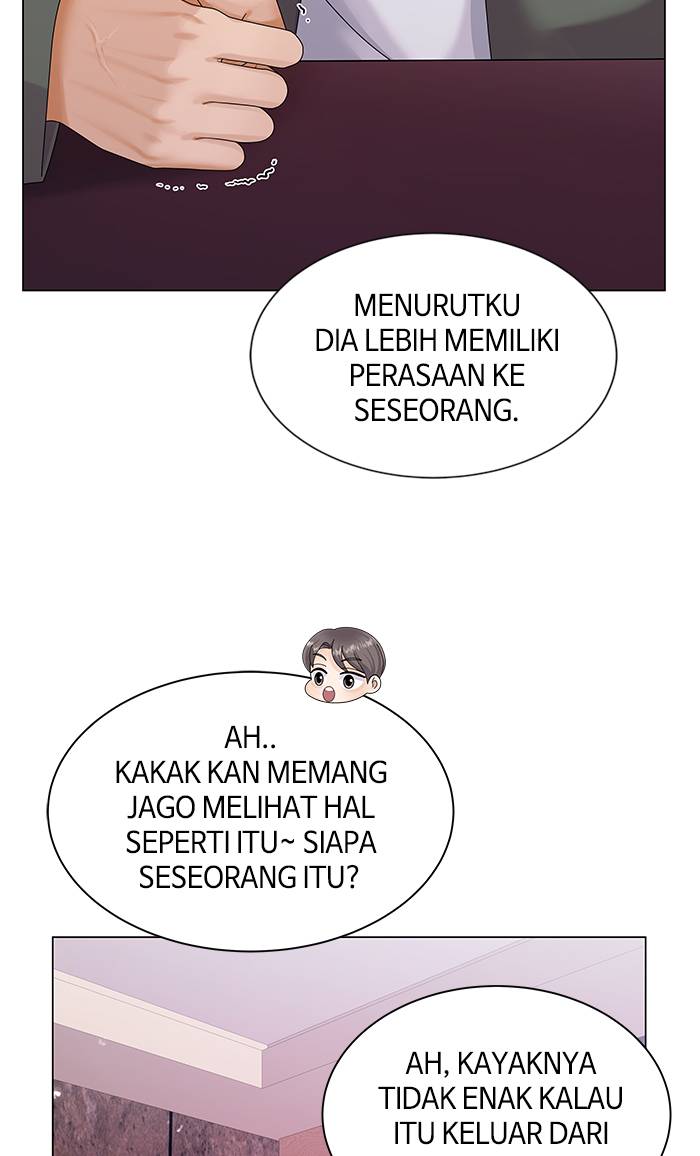 MENURUTKU
DIA LEBIH MEMILIKI
PERASAAN KE
SESEORANG.
AH..
KAKAK KAN MEMANG
JAGO MELIHAT HAL
SEPERTI ITU~ SIAPA
SESEORANG ITU?
AH, KAYAKNYA
TIDAK ENAK KALAU
ITU KELUAR DARI